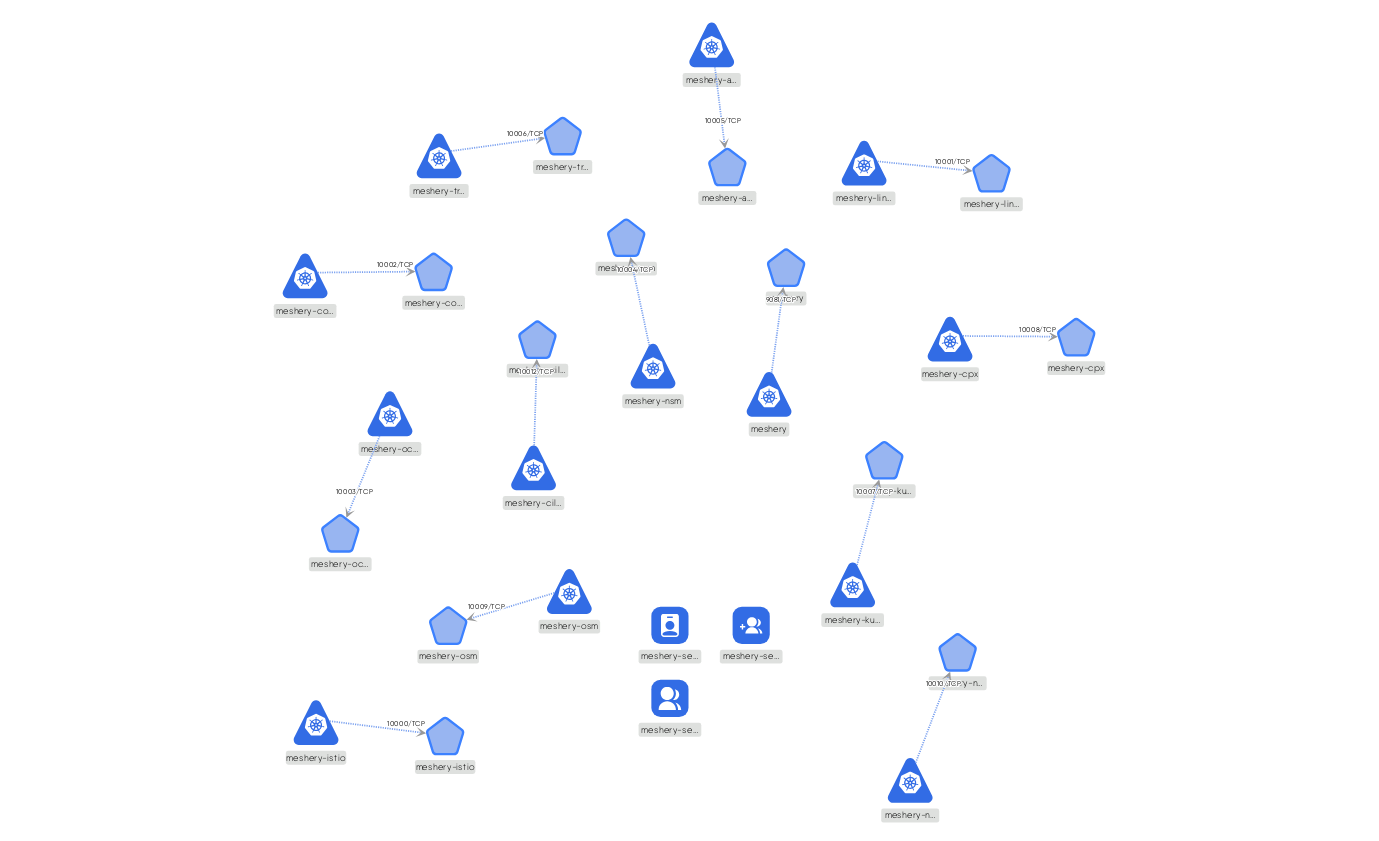 meshery-a...
10005/TCP
meshery-a...
10006/TCP
meshery-tr...
meshery-tr...
10001/TCP
meshery-lin...
meshery-lin...
10002/TCP
meshery-co...
meshery-co...
10004/TCP
meshery-nsm
9081/TCP
meshery
10008/TCP
meshery-cpx
meshery-cpx
10012/TCP
meshery-cil...
meshery-oc...
10003/TCP
meshery-oc...
10007/TCP-ku...
meshery-ku...
10009/TCP
meshery-osm
meshery-osm
meshery-se...
meshery-se...
meshery-se...
10010/TCP
meshery-n...
10000/TCP
meshery-istio
meshery-istio